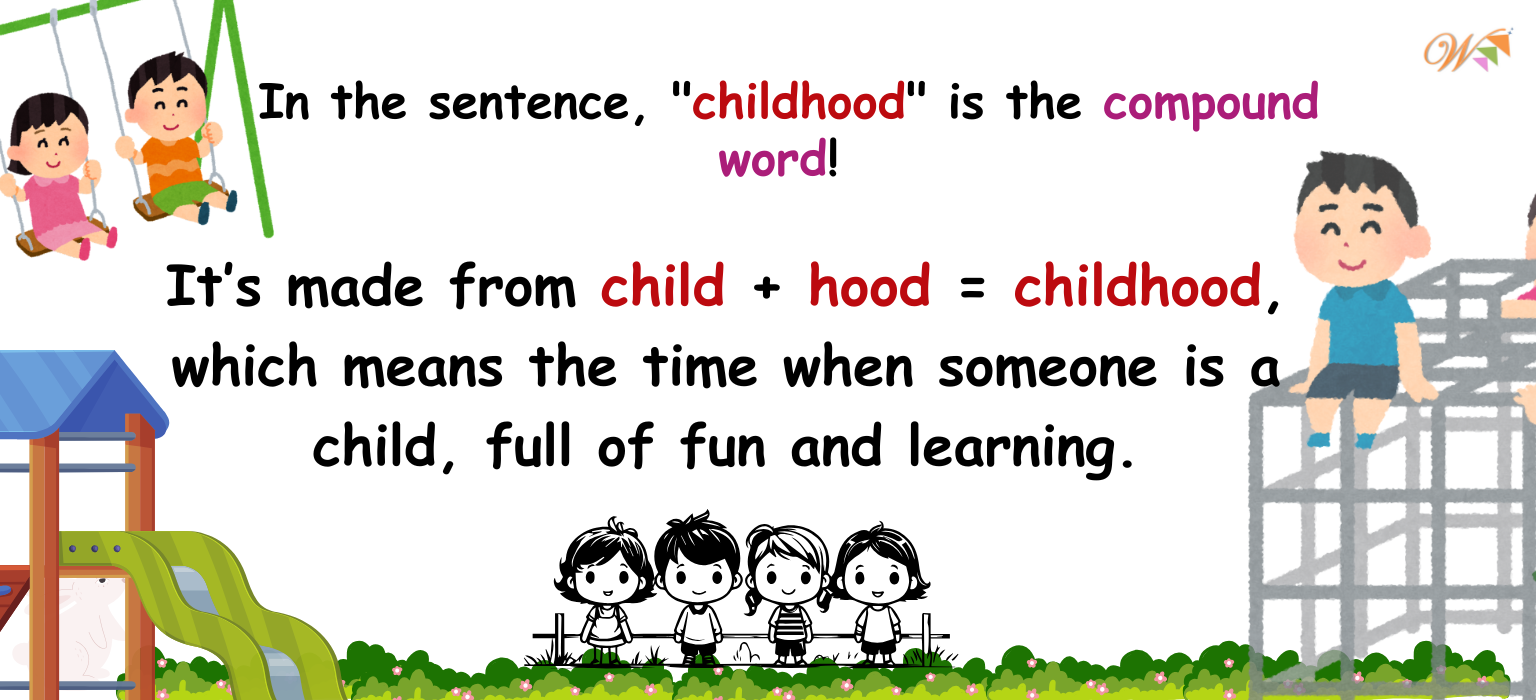 In the sentence, "childhood" is the compound
word!
It's made from child + hood = childhood,
which means the time when someone is a
child, full of fun and learning.
W